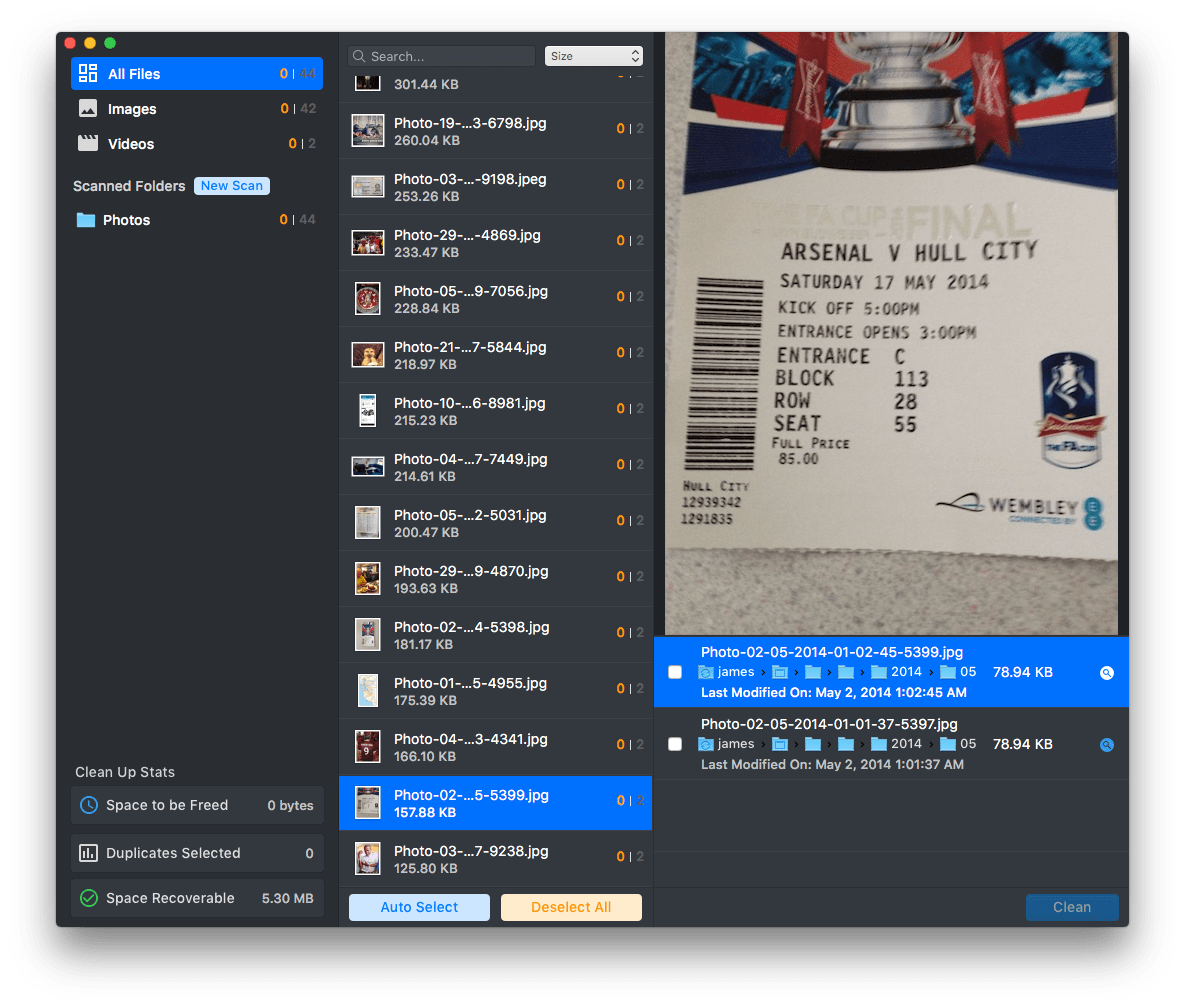 All Files 0 | 44
Images 0 | 42
Videos 0 | 2
Scanned Folders New Scan
Photos 0 | 44
Clean Up Stats
Space to be Freed 0 bytes
Duplicates Selected 0
Space Recoverable 5.30 MB
Search... Size
301.44 KB
Photo-19-...3-6798.jpg 0 | 2
260.04 KB
Photo-03-...-9198.jpeg 0 | 2
253.26 KB
Photo-29-...-4869.jpg 0 | 2
233.47 KB
Photo-05-...9-7056.jpg 0 | 2
228.84 KB
Photo-21-...7-5844.jpg 0 | 2
218.97 KB
Photo-10-...6-8981.jpg 0 | 2
215.23 KB
Photo-04-...7-7449.jpg 0 | 2
214.61 KB
Photo-05-...2-5031.jpg 0 | 2
200.47 KB
Photo-29-...9-4870.jpg 0 | 2
193.63 KB
Photo-02-...4-5398.jpg 0 | 2
181.17 KB
Photo-01-...5-4955.jpg 0 | 2
175.39 KB
Photo-04-...3-4341.jpg 0 | 2
166.10 KB
Photo-02-...5-5399.jpg 0 | 2
157.88 KB
Photo-03-...7-9238.jpg 0 | 2
125.80 KB
Auto Select Deselect All
CUP FINAL
ARSENAL V HULL CITY
SATURDAY 17 MAY 2014
KICK OFF 5:00PM
ENTRANCE OPENS 3:00PM
ENTRANCE C
BLOCK 113
ROW 28
SEAT 55
FULL PRICE
85.00
Budweiser
THE FA CUP
HULL CITY
12939342
1291835
WEMBLEY
CONNECTED BY EE
Photo-02-05-2014-01-02-45-5399.jpg
james › › › › 2014 › 05 78.94 KB
Last Modified On: May 2, 2014 1:02:45 AM
Photo-02-05-2014-01-01-37-5397.jpg
james › › › › 2014 › 05 78.94 KB
Last Modified On: May 2, 2014 1:01:37 AM
Clean